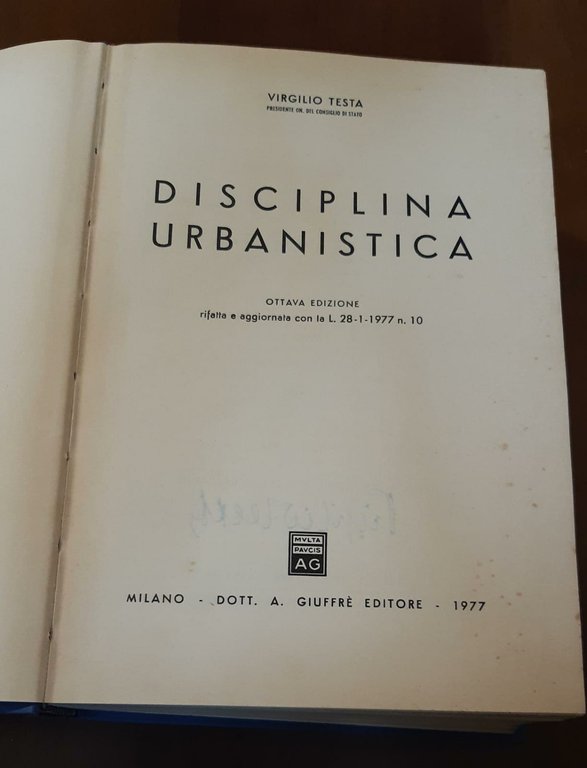 VIRGILIO TESTA
PRESIDENTE ON. DEL CONSIGLIO DI STATO
DISCIPLINA
URBANISTICA
OTTAVA EDIZIONE
rifatta e aggiornata con la L. 28-1-1977 n. 10
MVLTA
PAVCIS
AG
MILANO - DOTT. A. GIUFFRÈ EDITORE - 1977